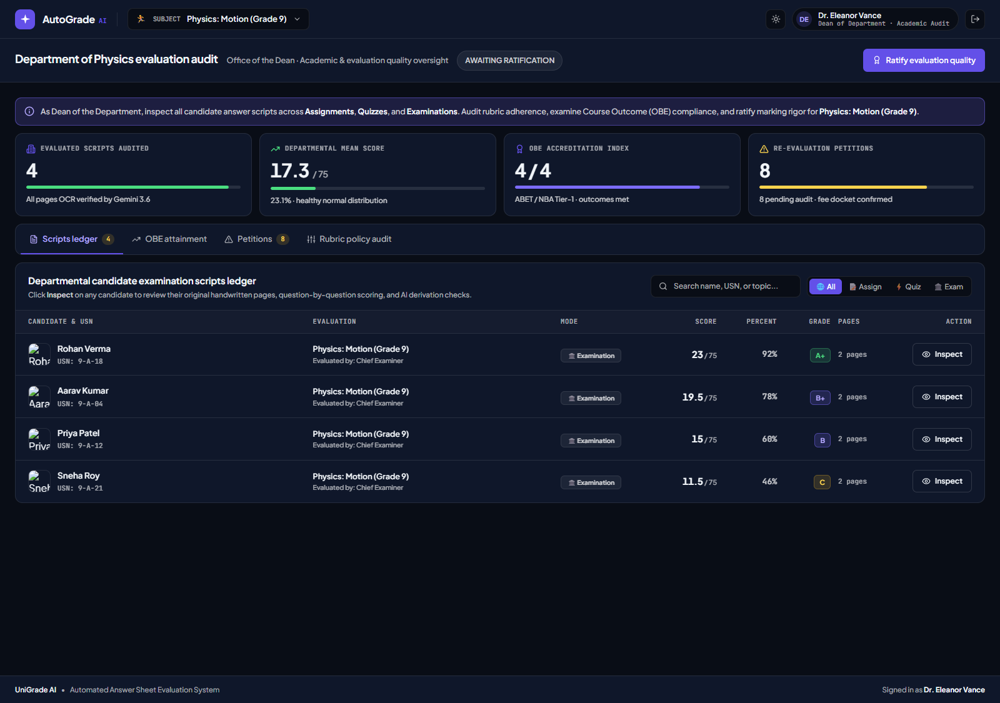 AutoGrade AI
SUBJECT Physics: Motion (Grade 9)
DE
Dr. Eleanor Vance
Dean of Department · Academic Audit
Department of Physics evaluation audit
Office of the Dean · Academic & evaluation quality oversight
AWAITING RATIFICATION
Ratify evaluation quality
As Dean of the Department, inspect all candidate answer scripts across Assignments, Quizzes, and Examinations. Audit rubric adherence, examine Course Outcome (OBE) compliance, and ratify marking rigor for Physics: Motion (Grade 9).
EVALUATED SCRIPTS AUDITED
4
All pages OCR verified by Gemini 3.6
DEPARTMENTAL MEAN SCORE
17.3 / 75
23.1% · healthy normal distribution
OBE ACCREDITATION INDEX
4/4
ABET / NBA Tier-1 · outcomes met
RE-EVALUATION PETITIONS
8
8 pending audit · fee docket confirmed
Scripts ledger 4
OBE attainment
Petitions 8
Rubric policy audit
Departmental candidate examination scripts ledger
Click Inspect on any candidate to review their original handwritten pages, question-by-question scoring, and AI derivation checks.
Search name, USN, or topic...
All Assign Quiz Exam
CANDIDATE & USN EVALUATION MODE SCORE PERCENT GRADE PAGES ACTION
Roha
Rohan Verma
USN: 9-A-18
Physics: Motion (Grade 9)
Evaluated by: Chief Examiner
Examination
23/75
92%
A+
2 pages
Inspect
Aara
Aarav Kumar
USN: 9-A-04
Physics: Motion (Grade 9)
Evaluated by: Chief Examiner
Examination
19.5/75
78%
B+
2 pages
Inspect
Priya
Priya Patel
USN: 9-A-12
Physics: Motion (Grade 9)
Evaluated by: Chief Examiner
Examination
15/75
60%
B
2 pages
Inspect
Sneh
Sneha Roy
USN: 9-A-21
Physics: Motion (Grade 9)
Evaluated by: Chief Examiner
Examination
11.5/75
46%
C
2 pages
Inspect
UniGrade AI • Automated Answer Sheet Evaluation System
Signed in as Dr. Eleanor Vance